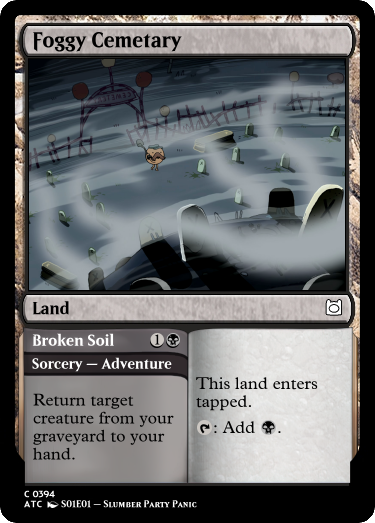 Foggy Cemetary
Land
Broken Soil 1
Sorcery — Adventure
Return target
creature from your
graveyard to your
hand.
This land enters
tapped.
: Add .
C 0394
ATC S01E01 – Slumber Party Panic